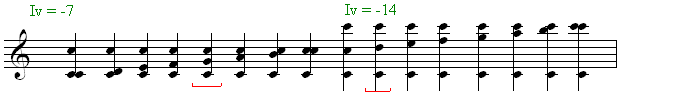 Iv = -7
Iv = -14